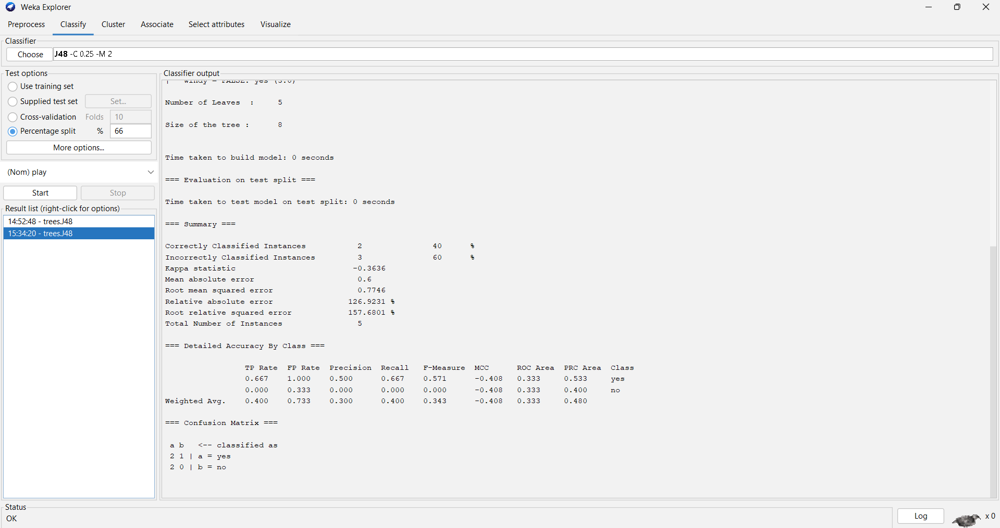 Weka Explorer
Preprocess Classify Cluster Associate Select attributes Visualize
Classifier
Choose J48 -C 0.25 -M 2
Test options
Use training set
Supplied test set Set...
Cross-validation Folds 10
Percentage split % 66
More options...
(Nom) play
Start Stop
Result list (right-click for options)
14:52:48 - trees.J48
15:34:20 - trees.J48
Classifier output
| windy = FALSE: yes (3.0)
Number of Leaves : 5
Size of the tree : 8
Time taken to build model: 0 seconds
=== Evaluation on test split ===
Time taken to test model on test split: 0 seconds
=== Summary ===
Correctly Classified Instances 2 40 %
Incorrectly Classified Instances 3 60 %
Kappa statistic -0.3636
Mean absolute error 0.6
Root mean squared error 0.7746
Relative absolute error 126.9231 %
Root relative squared error 157.6801 %
Total Number of Instances 5
=== Detailed Accuracy By Class ===
TP Rate FP Rate Precision Recall F-Measure MCC ROC Area PRC Area Class
0.667 1.000 0.500 0.667 0.571 -0.408 0.333 0.533 yes
0.000 0.333 0.000 0.000 0.000 -0.408 0.333 0.400 no
Weighted Avg. 0.400 0.733 0.300 0.400 0.343 -0.408 0.333 0.480
=== Confusion Matrix ===
a b <-- classified as
2 1 | a = yes
2 0 | b = no
Status
OK
Log x 0